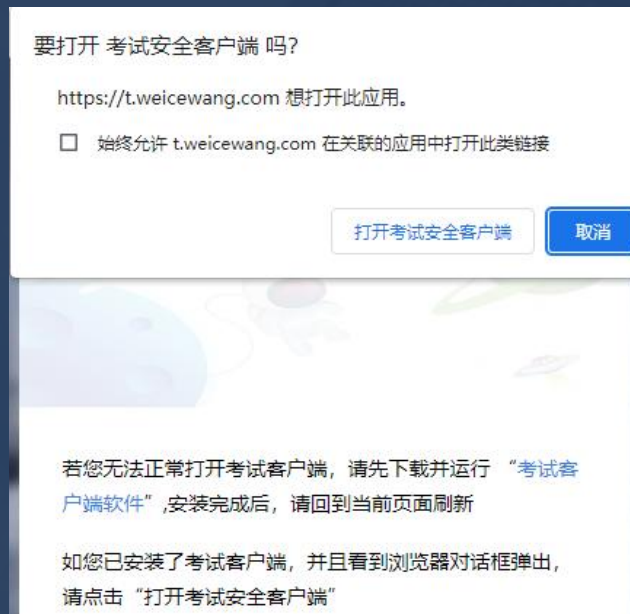 要打开 考试安全客户端 吗?
https://t.weicewang.com 想打开此应用。
始终允许 t.weicewang.com 在关联的应用中打开此类链接
打开考试安全客户端
取消
若您无法正常打开考试客户端，请先下载并运行 “考试客
户端软件” ,安装完成后，请回到当前页面刷新
如您已安装了考试客户端，并且看到浏览器对话框弹出，
请点击“打开考试安全客户端”